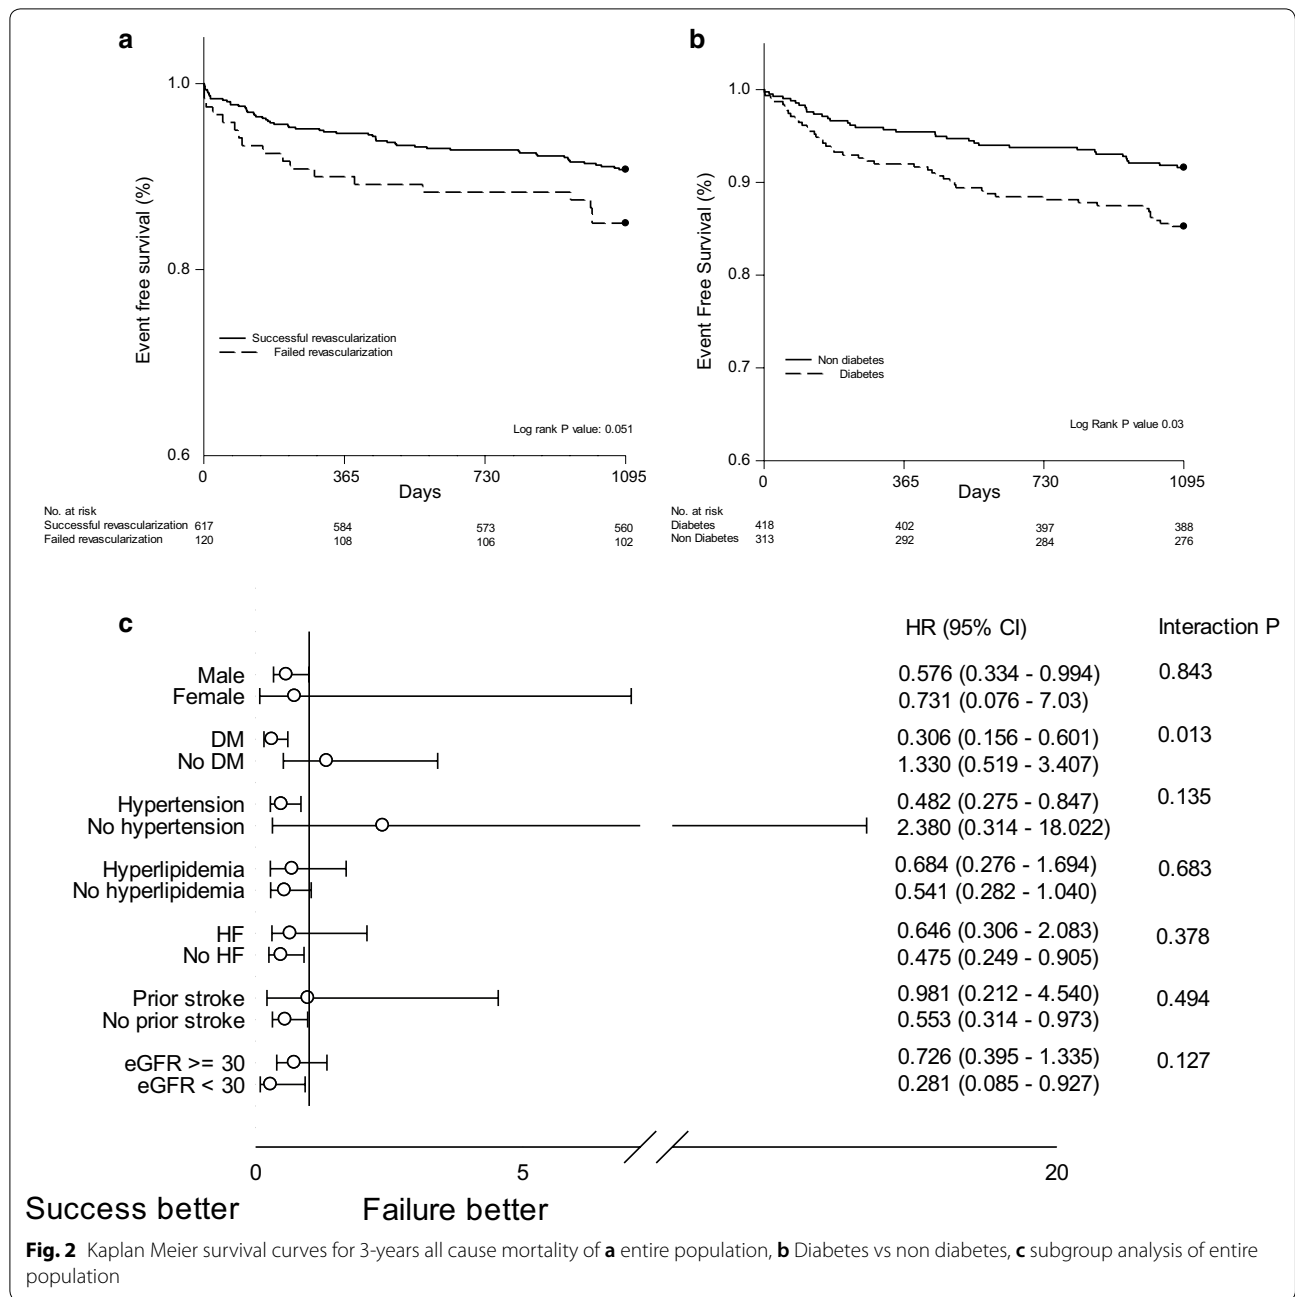 a
1.0
0.8
0.6
Event free survival (%)
Successful revascularization
Failed revascularization
Log rank P value: 0.051
0 365 730 1095
Days
No. at risk
Successful revascularization 617 584 573 560
Failed revascularization 120 108 106 102
b
1.0
0.9
0.8
0.7
0.6
Event Free Survival (%)
Non diabetes
Diabetes
Log Rank P value 0.03
0 365 730 1095
Days
No. at risk
Diabetes 418 402 397 388
Non Diabetes 313 292 284 276
c
HR (95% CI) Interaction P
Male 0.576 (0.334 - 0.994) 0.843
Female 0.731 (0.076 - 7.03)
DM 0.306 (0.156 - 0.601) 0.013
No DM 1.330 (0.519 - 3.407)
Hypertension 0.482 (0.275 - 0.847) 0.135
No hypertension 2.380 (0.314 - 18.022)
Hyperlipidemia 0.684 (0.276 - 1.694) 0.683
No hyperlipidemia 0.541 (0.282 - 1.040)
HF 0.646 (0.306 - 2.083) 0.378
No HF 0.475 (0.249 - 0.905)
Prior stroke 0.981 (0.212 - 4.540) 0.494
No prior stroke 0.553 (0.314 - 0.973)
eGFR >= 30 0.726 (0.395 - 1.335) 0.127
eGFR < 30 0.281 (0.085 - 0.927)
0 5 20
Success better Failure better
Fig. 2 Kaplan Meier survival curves for 3-years all cause mortality of a entire population, b Diabetes vs non diabetes, c subgroup analysis of entire
population